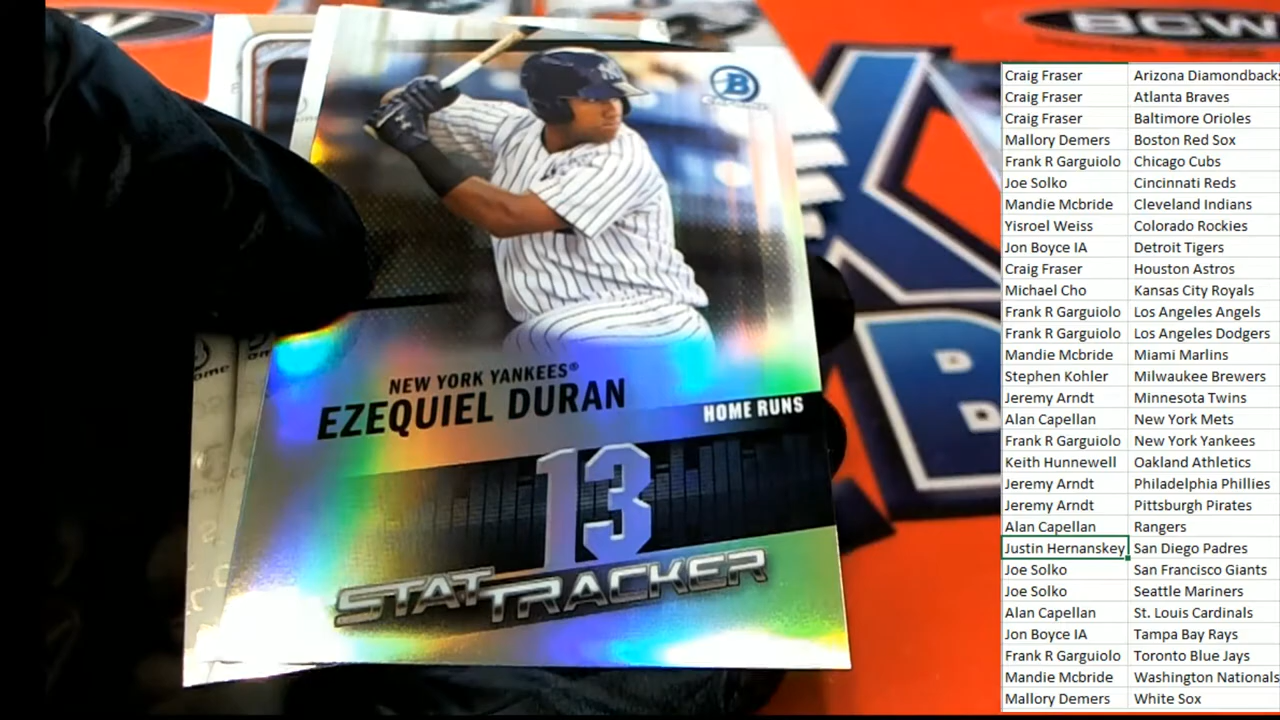 BCW
B
NEW YORK YANKEES®
EZEQUIEL DURAN
HOME RUNS
13
STAT TRACKER
ome
Craig Fraser Arizona Diamondback
Craig Fraser Atlanta Braves
Craig Fraser Baltimore Orioles
Mallory Demers Boston Red Sox
Frank R Garguiolo Chicago Cubs
Joe Solko Cincinnati Reds
Mandie Mcbride Cleveland Indians
Yisroel Weiss Colorado Rockies
Jon Boyce IA Detroit Tigers
Craig Fraser Houston Astros
Michael Cho Kansas City Royals
Frank R Garguiolo Los Angeles Angels
Frank R Garguiolo Los Angeles Dodgers
Mandie Mcbride Miami Marlins
Stephen Kohler Milwaukee Brewers
Jeremy Arndt Minnesota Twins
Alan Capellan New York Mets
Frank R Garguiolo New York Yankees
Keith Hunnewell Oakland Athletics
Jeremy Arndt Philadelphia Phillies
Jeremy Arndt Pittsburgh Pirates
Alan Capellan Rangers
Justin Hernanskey San Diego Padres
Joe Solko San Francisco Giants
Joe Solko Seattle Mariners
Alan Capellan St. Louis Cardinals
Jon Boyce IA Tampa Bay Rays
Frank R Garguiolo Toronto Blue Jays
Mandie Mcbride Washington Nationals
Mallory Demers White Sox